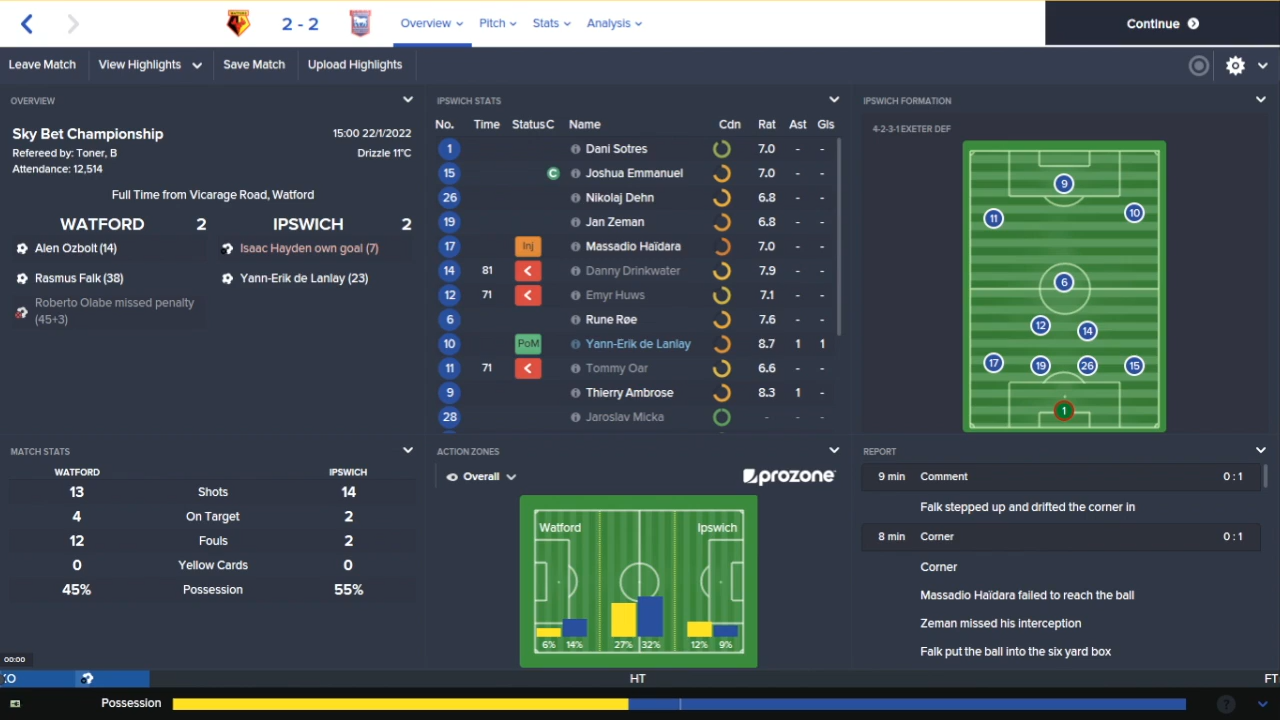 WATFORD
2 - 2
Overview
Pitch
Stats
Analysis
Continue
Leave Match
View Highlights
Save Match
Upload Highlights
OVERVIEW
Sky Bet Championship
15:00 22/1/2022
Refereed by: Toner, B
Drizzle 11°C
Attendance: 12,514
Full Time from Vicarage Road, Watford
WATFORD 2 IPSWICH 2
Alen Ozbolt (14)
Isaac Hayden own goal (7)
Rasmus Falk (38)
Yann-Erik de Lanlay (23)
Roberto Olabe missed penalty
(45+3)
IPSWICH STATS
No. Time Status C Name Cdn Rat Ast Gls
1 Dani Sotres 7.0 - -
15 C Joshua Emmanuel 7.0 - -
26 Nikolaj Dehn 6.8 - -
19 Jan Zeman 6.8 - -
17 Inj Massadio Haïdara 7.0 - -
14 81 Danny Drinkwater 7.9 - -
12 71 Emyr Huws 7.1 - -
6 Rune Røe 7.6 - -
10 PoM Yann-Erik de Lanlay 8.7 1 1
11 71 Tommy Oar 6.6 - -
9 Thierry Ambrose 8.3 1 -
28 Jaroslav Micka - - -
IPSWICH FORMATION
4-2-3-1 EXETER DEF
9
11 10
6
12 14
17 19 26 15
1
MATCH STATS
WATFORD IPSWICH
13 Shots 14
4 On Target 2
12 Fouls 2
0 Yellow Cards 0
45% Possession 55%
ACTION ZONES
Overall
prozone
Watford Ipswich
6% 14% 27% 32% 12% 9%
REPORT
9 min Comment 0 : 1
Falk stepped up and drifted the corner in
8 min Corner 0 : 1
Corner
Massadio Haïdara failed to reach the ball
Zeman missed his interception
Falk put the ball into the six yard box
00:00
HT
FT
Possession
?